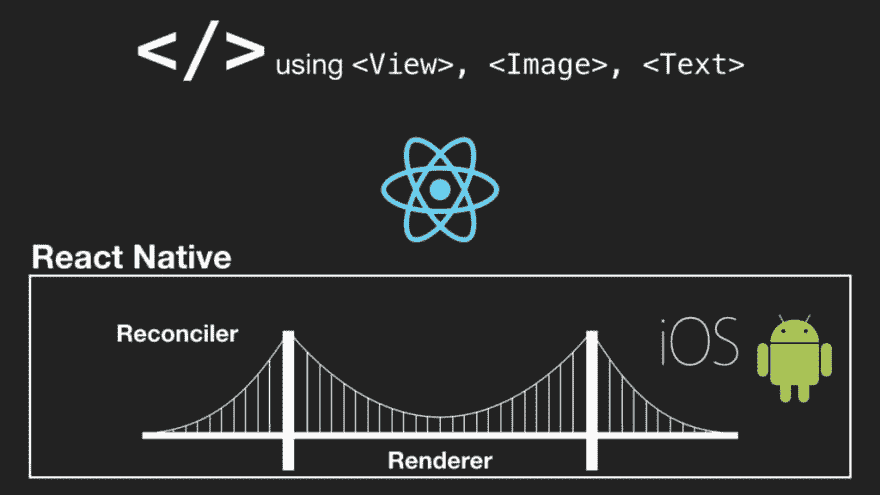 </> using <View>, <Image>, <Text>
React Native
Reconciler
iOS
Renderer